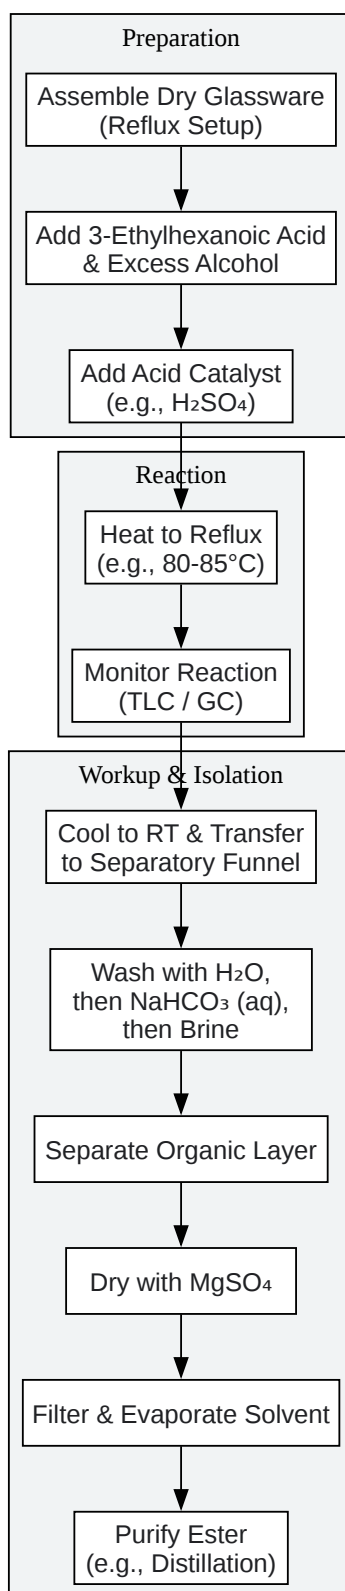 Preparation
Assemble Dry Glassware
(Reflux Setup)
Add 3-Ethylhexanoic Acid
& Excess Alcohol
Add Acid Catalyst
(e.g., H₂SO₄)
Reaction
Heat to Reflux
(e.g., 80-85°C)
Monitor Reaction
(TLC / GC)
Workup & Isolation
Cool to RT & Transfer
to Separatory Funnel
Wash with H₂O,
then NaHCO₃ (aq),
then Brine
Separate Organic Layer
Dry with MgSO₄
Filter & Evaporate Solvent
Purify Ester
(e.g., Distillation)